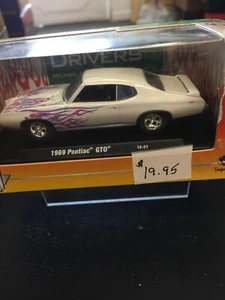 DRIVERS
1969 Pontiac® GTO®
$
19.95